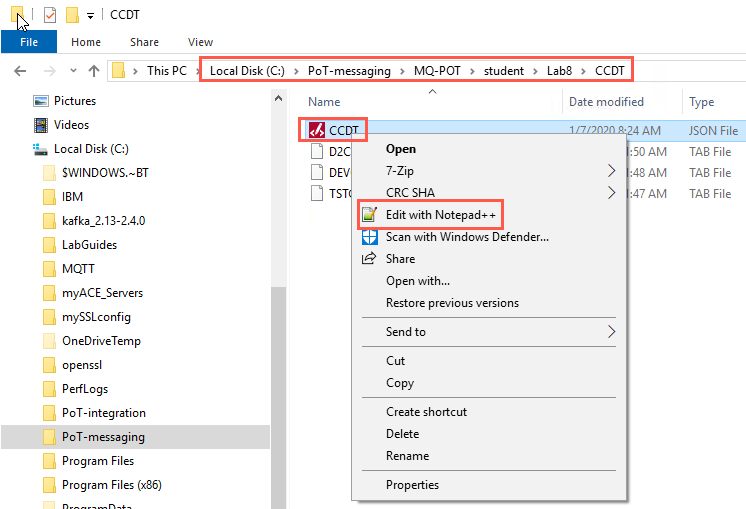 CCDT
File Home Share View
This PC Local Disk (C:) PoT-messaging MQ-POT student Lab8 CCDT
Pictures
Videos
Local Disk (C:)
$WINDOWS.~BT
IBM
kafka_2.13-2.4.0
LabGuides
MQTT
myACE_Servers
mySSLconfig
OneDriveTemp
openssl
PerfLogs
PoT-integration
PoT-messaging
Program Files
Program Files (x86)
ProgramData
Name Date modified Type
CCDT 1/7/2020 8:24 AM JSON File
D2C :50 AM TAB File
DEV :48 AM TAB File
TST :47 AM TAB File
Open
7-Zip
CRC SHA
Edit with Notepad++
Scan with Windows Defender...
Share
Open with...
Restore previous versions
Send to
Cut
Copy
Create shortcut
Delete
Rename
Properties